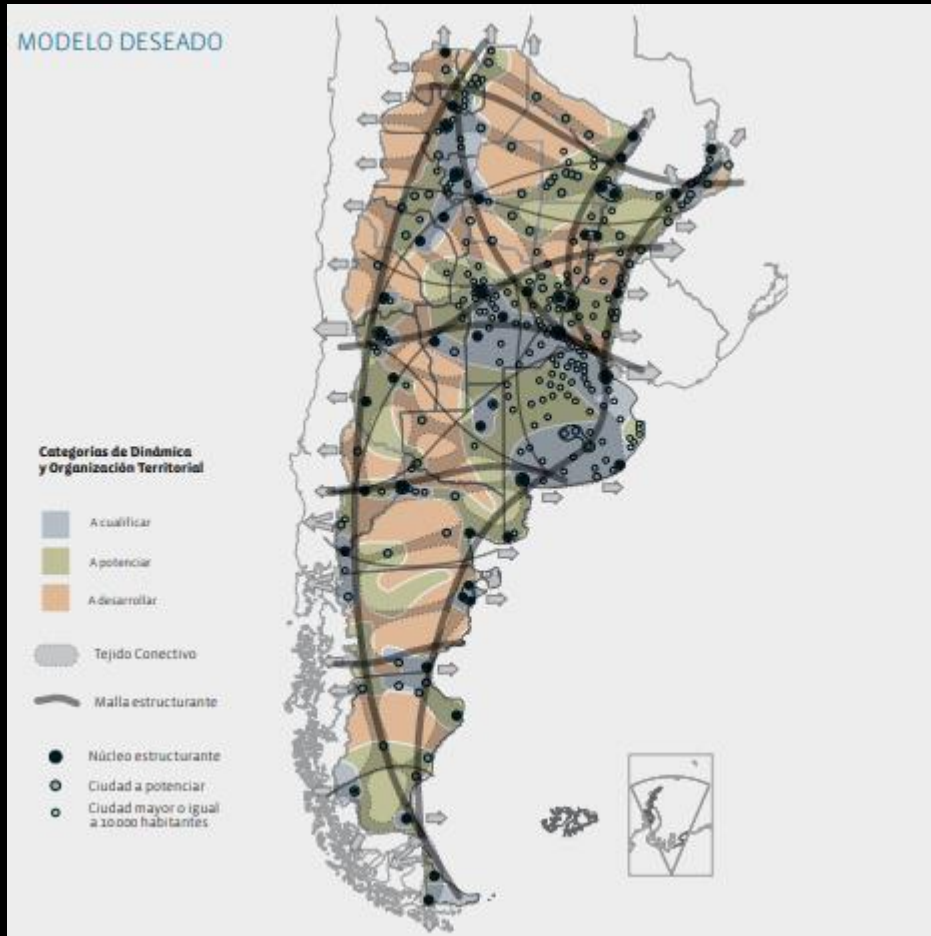 MODELO DESEADO
Categorías de Dinámica
y Organización Territorial
A cualificar
A potenciar
A desarrollar
Tejido Conectivo
Malla estructurante
Núcleo estructurante
Ciudad a potenciar
Ciudad mayor o igual
a 10000 habitantes